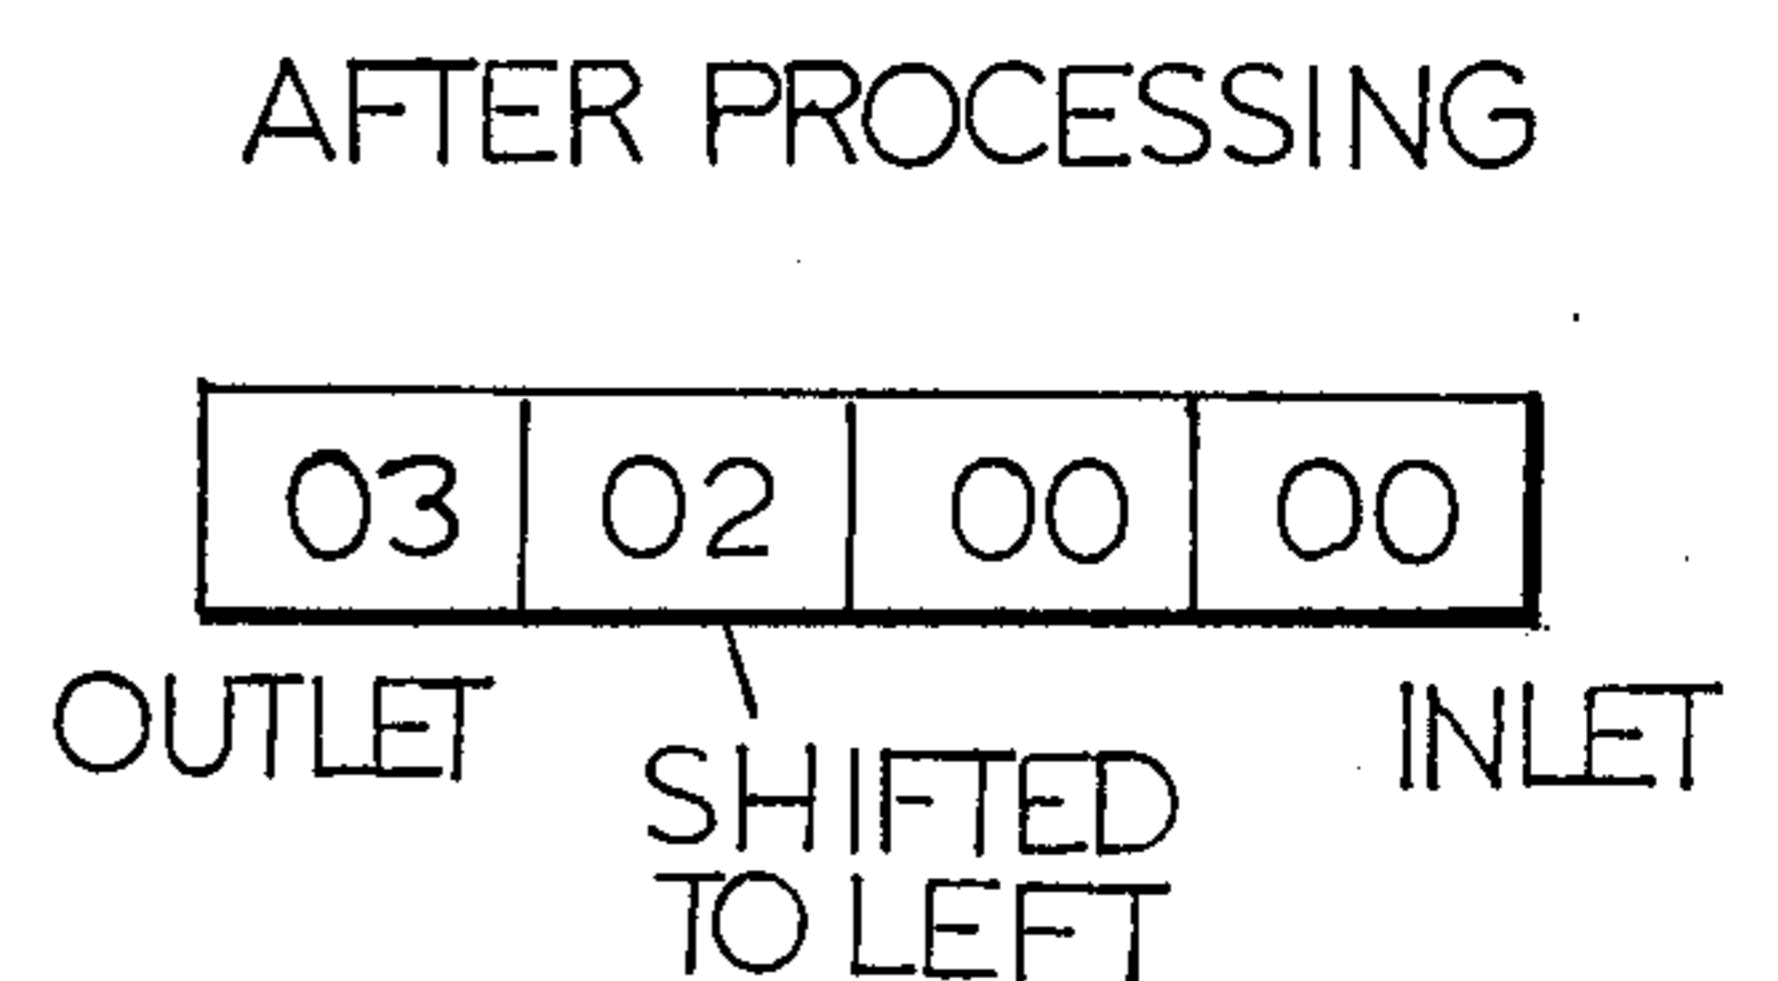 AFTER PROCESSING
03 02 00 00
OUTLET INLET
SHIFTED
TO LEFT